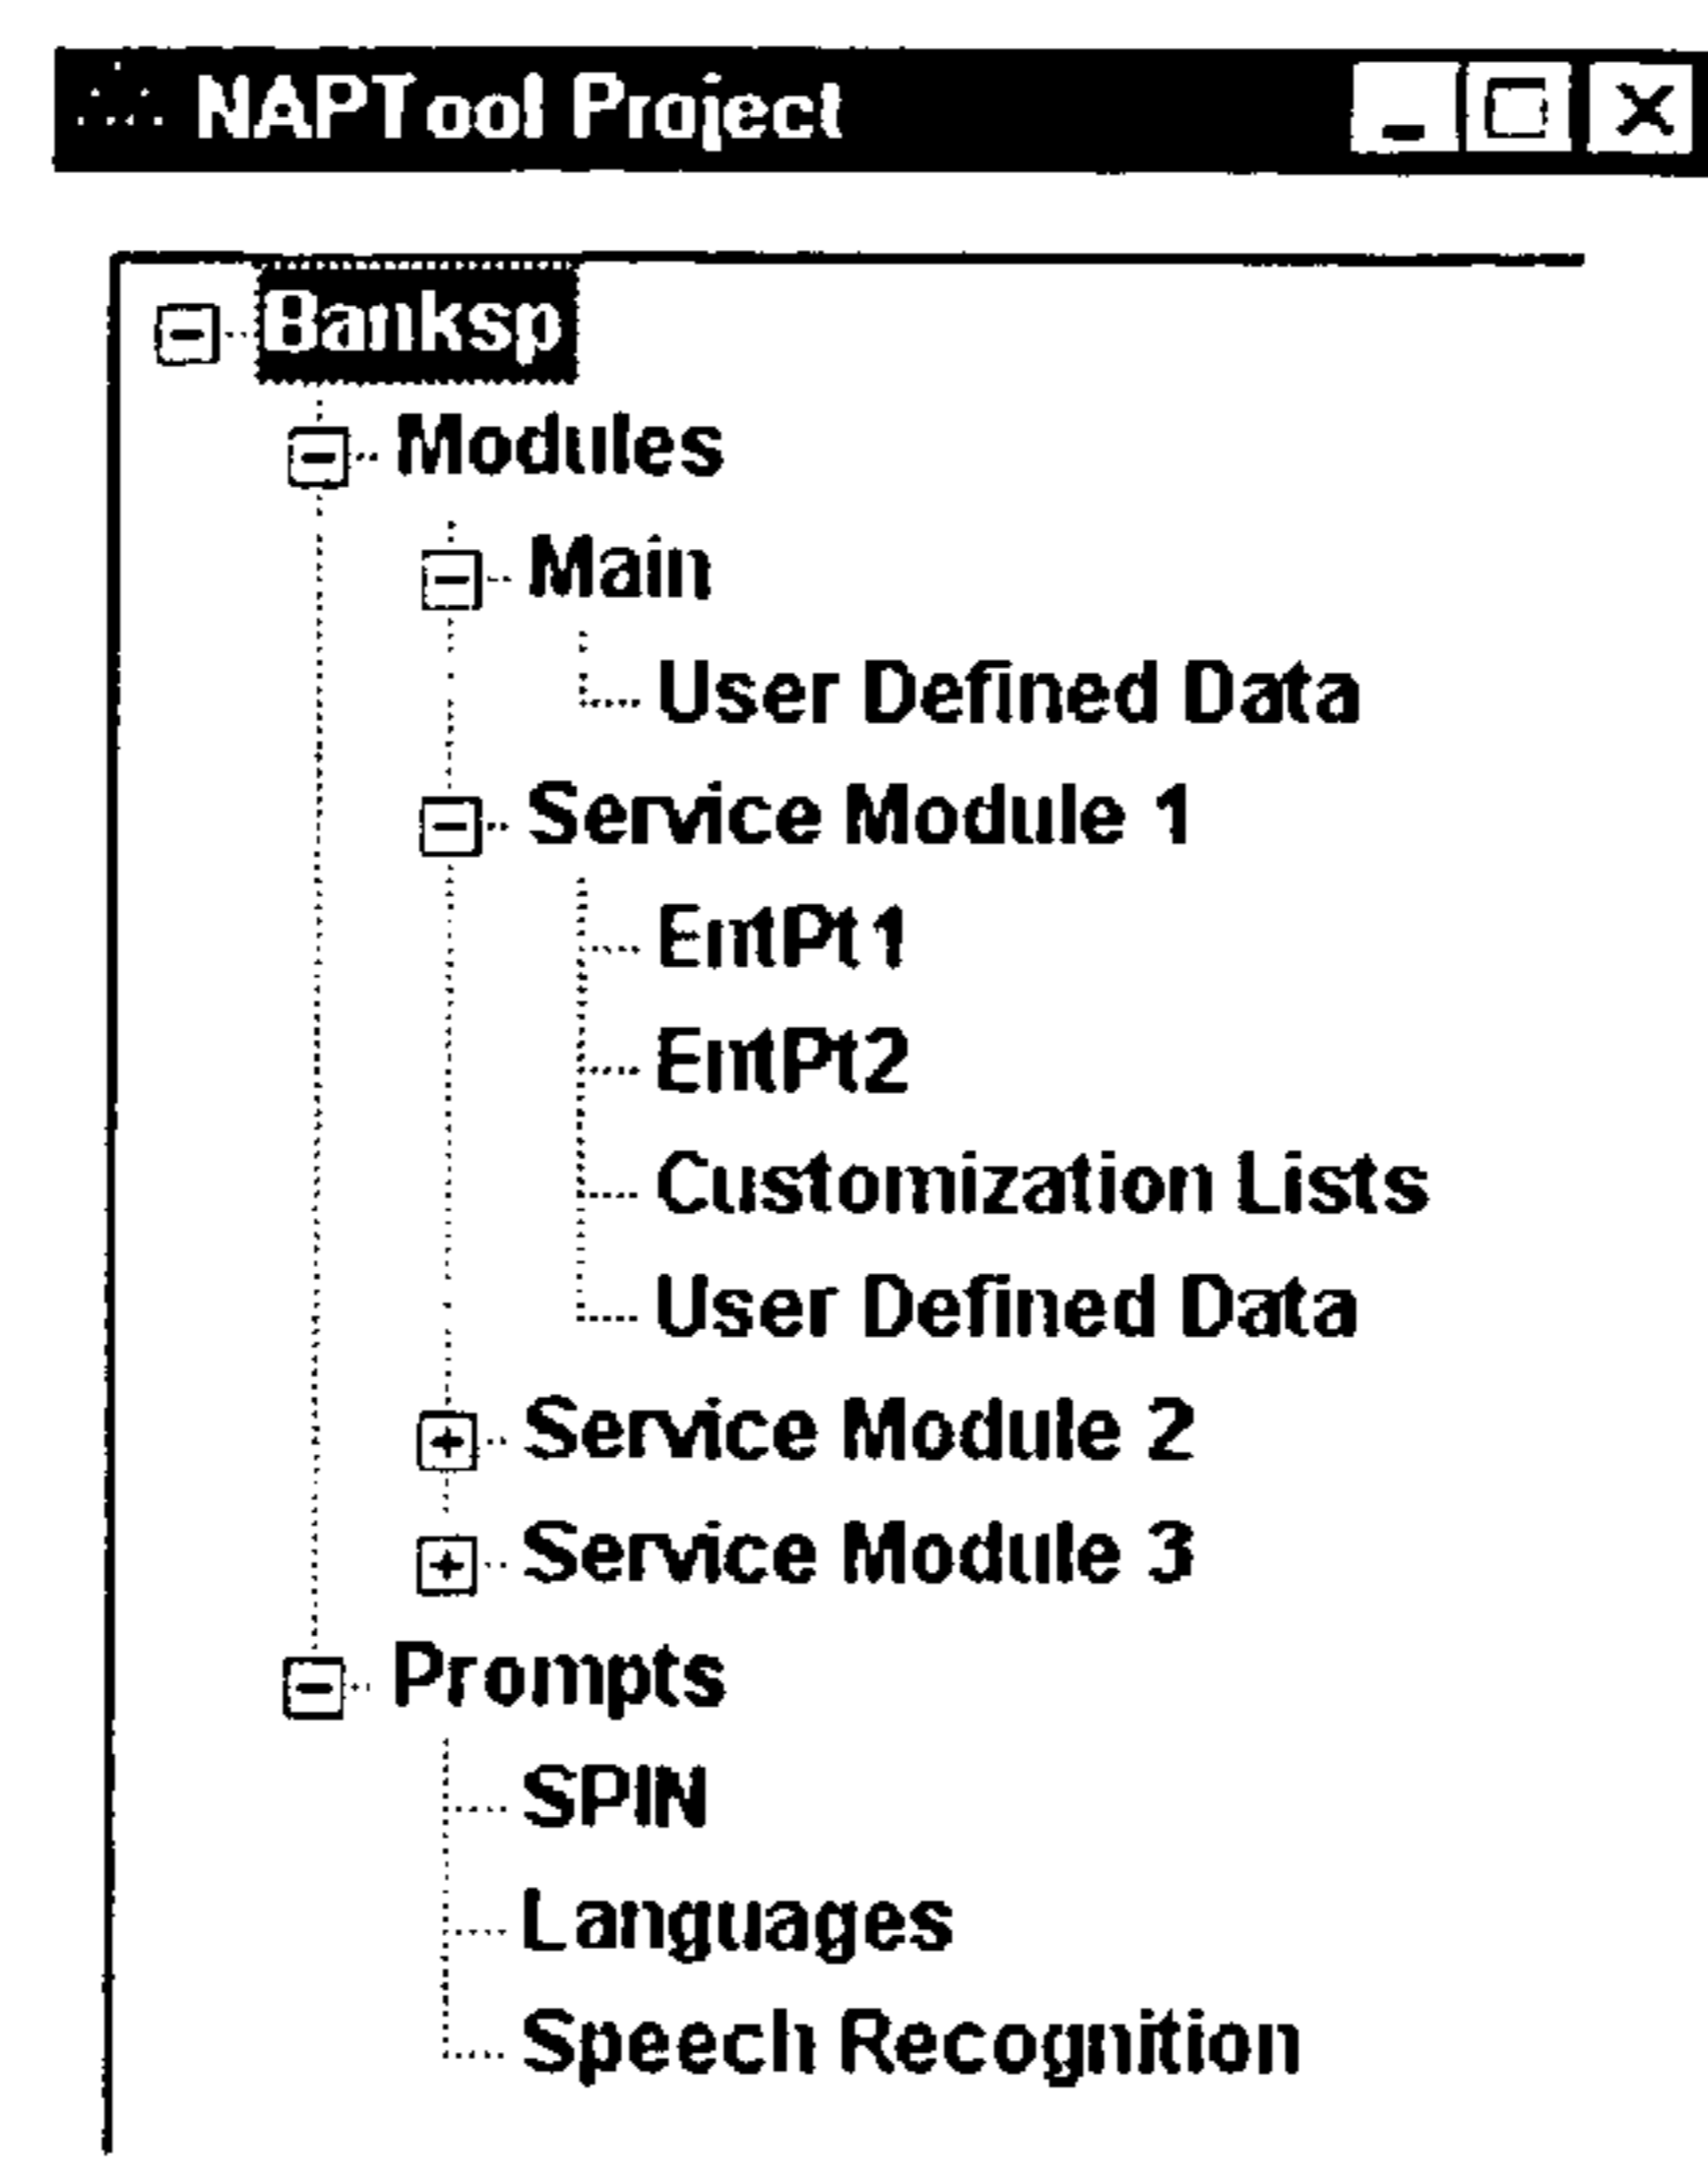 NAPTool Project
Banksp
Modules
Main
User Defined Data
Service Module 1
EntPt1
EntPt2
Customization Lists
User Defined Data
Service Module 2
Service Module 3
Prompts
SPIN
Languages
Speech Recognition